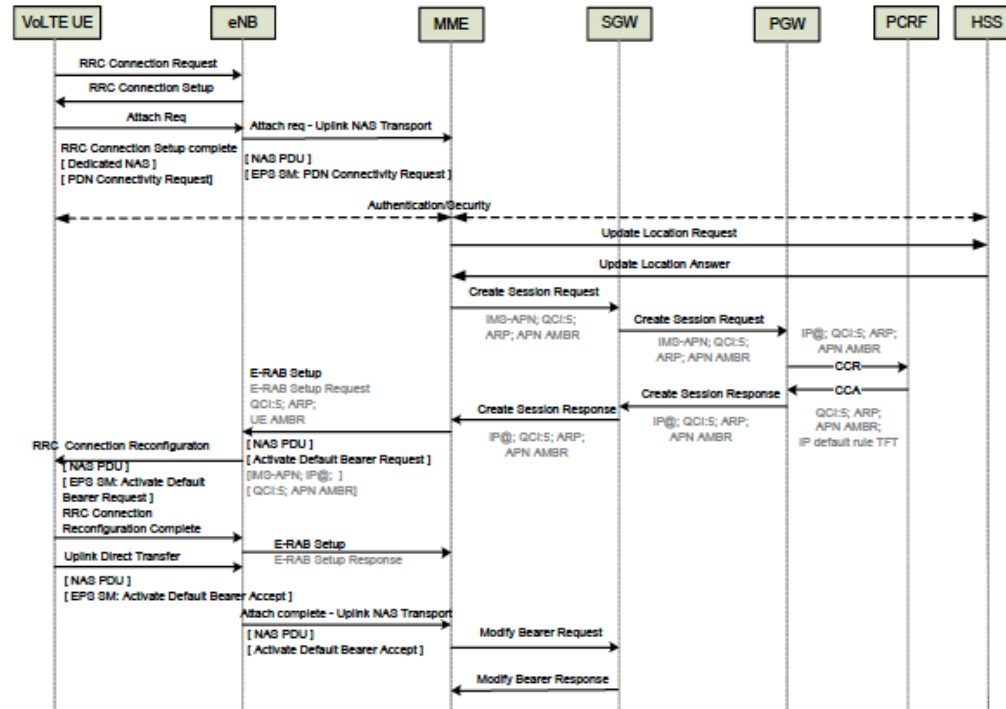 VoLTE UE
eNB
MME
SGW
PGW
PCRF
HSS
RRC Connection Request
RRC Connection Setup
Attach Req
Attach req - Uplink NAS Transport
RRC Connection Setup complete
[ Dedicated NAS ]
[ PDN Connectivity Request]
[ NAS PDU ]
[ EPS SM: PDN Connectivity Request ]
Authentication/Security
Update Location Request
Update Location Answer
Create Session Request
IMS-APN; QCI:5;
ARP; APN AMBR
Create Session Request
IMS-APN; QCI:5;
ARP; APN AMBR
IP@; QCI:5; ARP;
APN AMBR
CCR
CCA
QCI:5; ARP;
APN AMBR;
IP default rule TFT
Create Session Response
IP@; QCI:5; ARP;
APN AMBR
Create Session Response
IP@; QCI:5; ARP;
APN AMBR
E-RAB Setup
E-RAB Setup Request
QCI:5; ARP;
UE AMBR
[ NAS PDU ]
[ Activate Default Bearer Request ]
[IMS-APN; IP@; ]
[ QCI:5; APN AMBR]
RRC Connection Reconfiguraton
[ NAS PDU ]
[ EPS SM: Activate Default
Bearer Request ]
RRC Connection
Reconfiguration Complete
E-RAB Setup
E-RAB Setup Response
Uplink Direct Transfer
[ NAS PDU ]
[ EPS SM: Activate Default Bearer Accept ]
Attach complete - Uplink NAS Transport
[ NAS PDU ]
[ Activate Default Bearer Accept ]
Modify Bearer Request
Modify Bearer Response